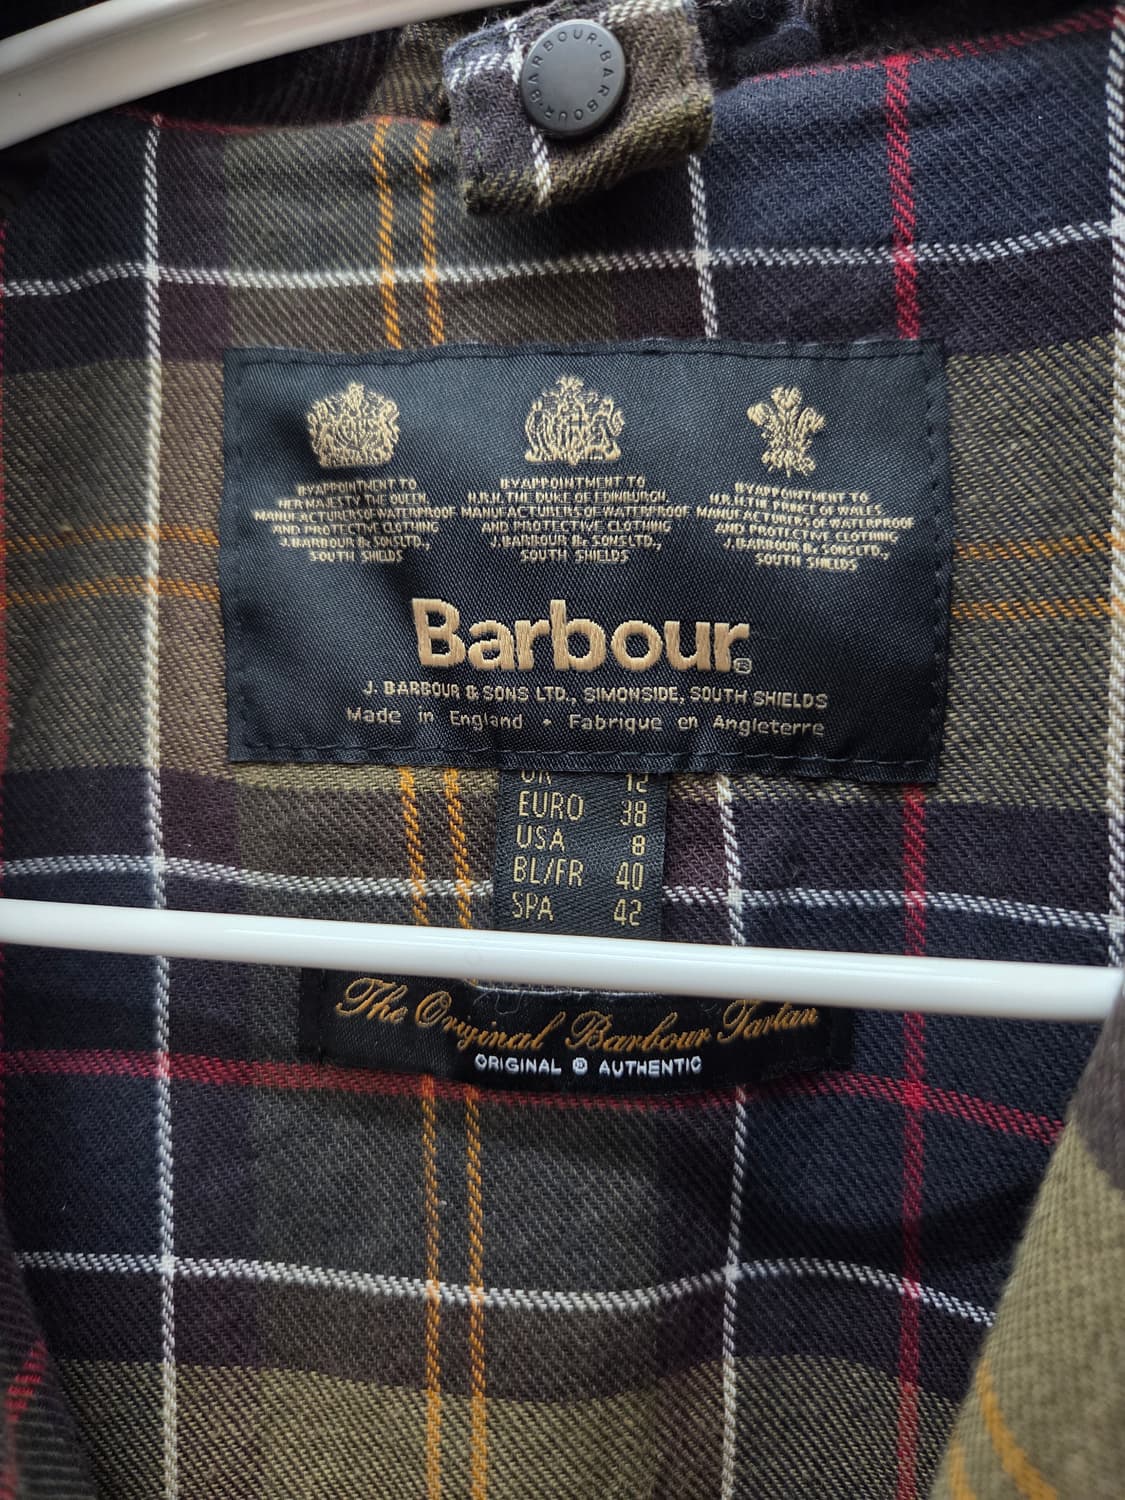 BARBOUR·BARBOUR·
BY APPOINTMENT TO
HER MAJESTY THE QUEEN,
MANUFACTURERS OF WATERPROOF
AND PROTECTIVE CLOTHING
J.BARBOUR & SONS LTD.,
SOUTH SHIELDS
BY APPOINTMENT TO
H.R.H. THE DUKE OF EDINBURGH,
MANUFACTURERS OF WATERPROOF
AND PROTECTIVE CLOTHING
J.BARBOUR & SONS LTD.,
SOUTH SHIELDS
BY APPOINTMENT TO
H.R.H. THE PRINCE OF WALES,
MANUFACTURERS OF WATERPROOF
AND PROTECTIVE CLOTHING
J.BARBOUR & SONS LTD.,
SOUTH SHIELDS
Barbour®
J. BARBOUR & SONS LTD., SIMONSIDE, SOUTH SHIELDS
Made in England • Fabrique en Angleterre
UK 12
EURO 38
USA 8
BL/FR 40
SPA 42
The Original Barbour Tartan
ORIGINAL AUTHENTIC